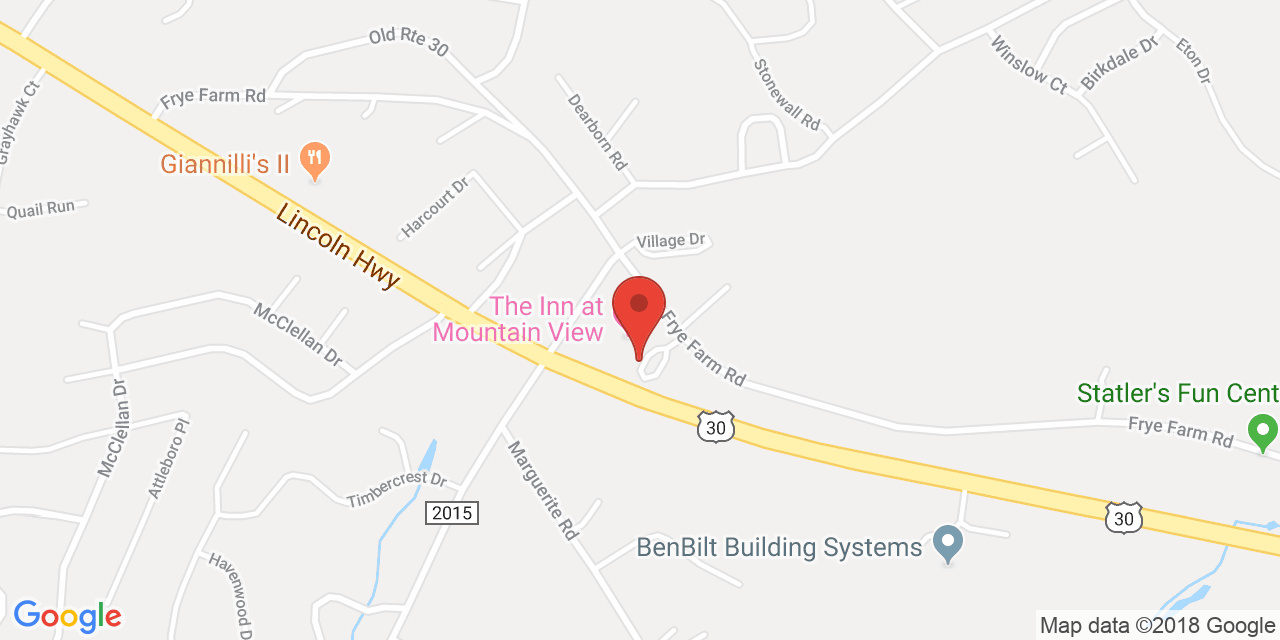 Old Rte 30
Winslow Ct
Birkdale Dr
Eton Dr
Stonewall Rd
Grayhawk Ct
Frye Farm Rd
Dearborn Rd
Giannilli's II
Harcourt Dr
Quail Run
Lincoln Hwy
Village Dr
The Inn at
Mountain View
McClellan Dr
Frye Farm Rd
McClellan Dr
Statler's Fun Cent
30
Frye Farm Rd
Attleboro Pl
Marguerite Rd
Timbercrest Dr
2015
30
BenBilt Building Systems
Havenwood D
Google
Map data ©2018 Google